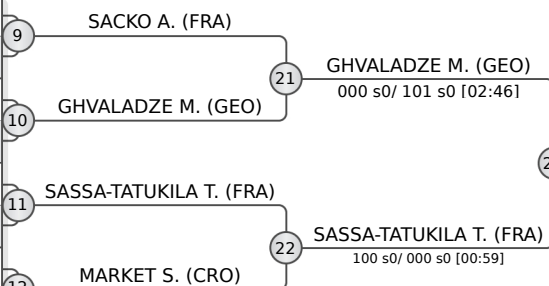 SACKO A. (FRA)
9
21
GHVALADZE M. (GEO)
000 s0/ 101 s0 [02:46]
GHVALADZE M. (GEO)
10
SASSA-TATUKILA T. (FRA)
11
22
SASSA-TATUKILA T. (FRA)
100 s0/ 000 s0 [00:59]
MARKET S. (CRO)